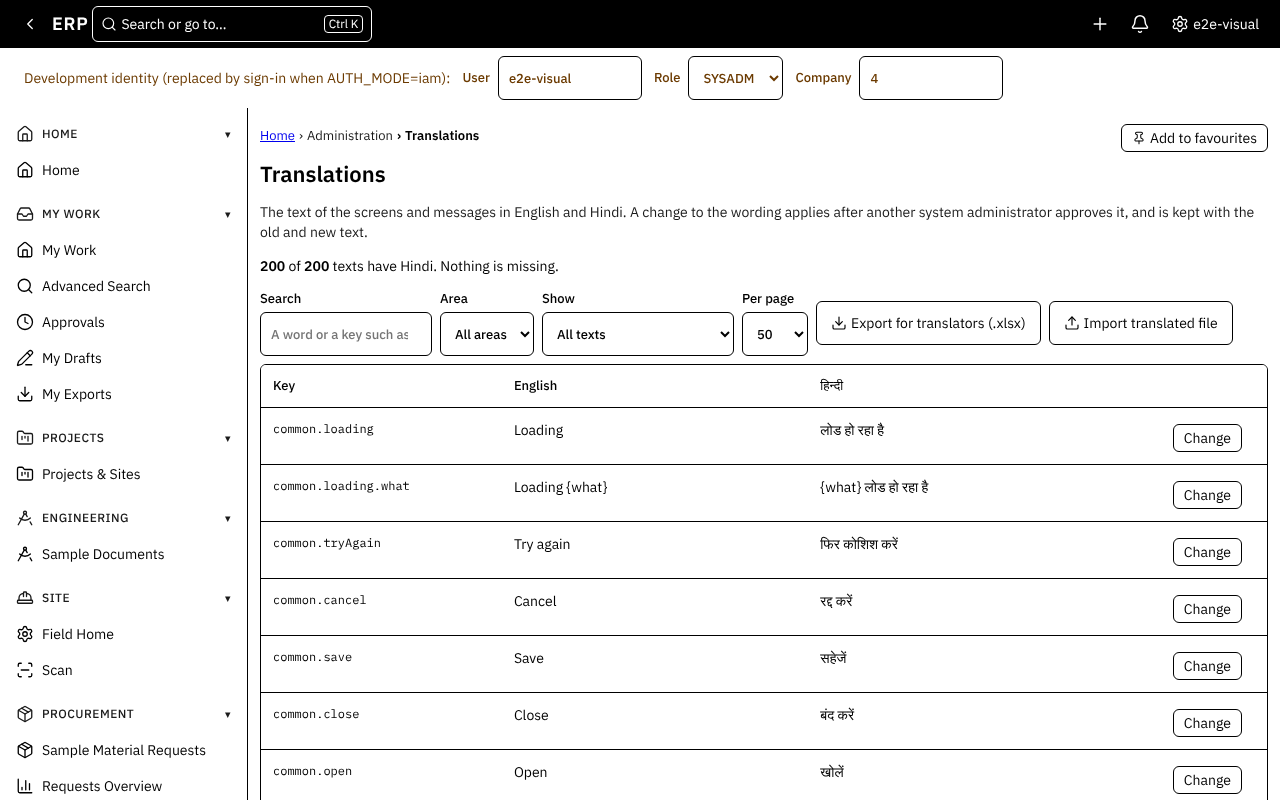 ERP
Search or go to...
Ctrl K
e2e-visual
Development identity (replaced by sign-in when AUTH_MODE=iam):
User
e2e-visual
Role
SYSADM
Company
4
HOME
Home
MY WORK
My Work
Advanced Search
Approvals
My Drafts
My Exports
PROJECTS
Projects & Sites
ENGINEERING
Sample Documents
SITE
Field Home
Scan
PROCUREMENT
Sample Material Requests
Requests Overview
Home › Administration › Translations
Add to favourites
Translations
The text of the screens and messages in English and Hindi. A change to the wording applies after another system administrator approves it, and is kept with the
old and new text.
200 of 200 texts have Hindi. Nothing is missing.
Search
Area
Show
Per page
A word or a key such as
All areas
All texts
50
Export for translators (.xlsx)
Import translated file
Key English हिन्दी
common.loading Loading लोड हो रहा है Change
common.loading.what Loading {what} {what} लोड हो रहा है Change
common.tryAgain Try again फिर कोशिश करें Change
common.cancel Cancel रद्द करें Change
common.save Save सहेजें Change
common.close Close बंद करें Change
common.open Open खोलें Change